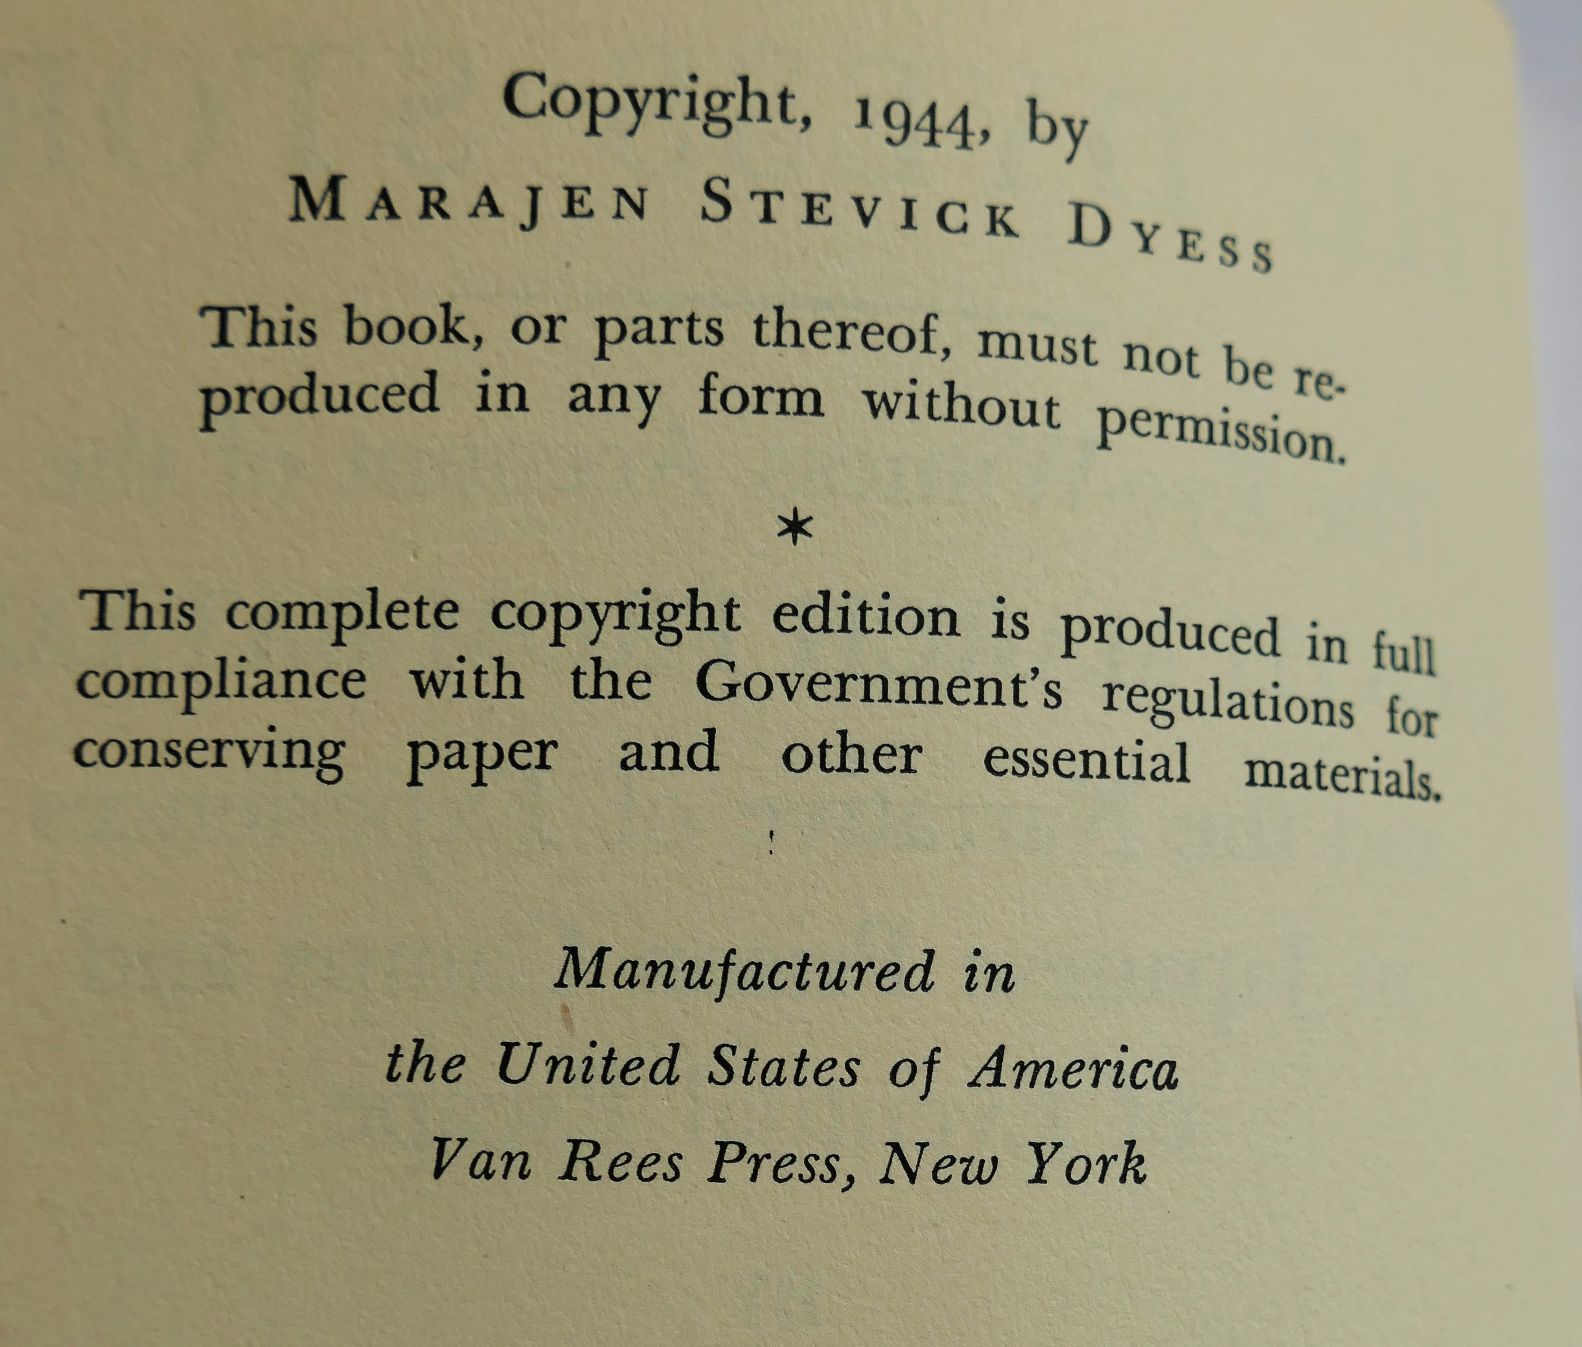 Copyright, 1944, by
MARAJEN STEVICK DYESS
This book, or parts thereof, must not be re-
produced in any form without permission.
*
This complete copyright edition is produced in full
compliance with the Government's regulations for
conserving paper and other essential materials.
Manufactured in
the United States of America
Van Rees Press, New York